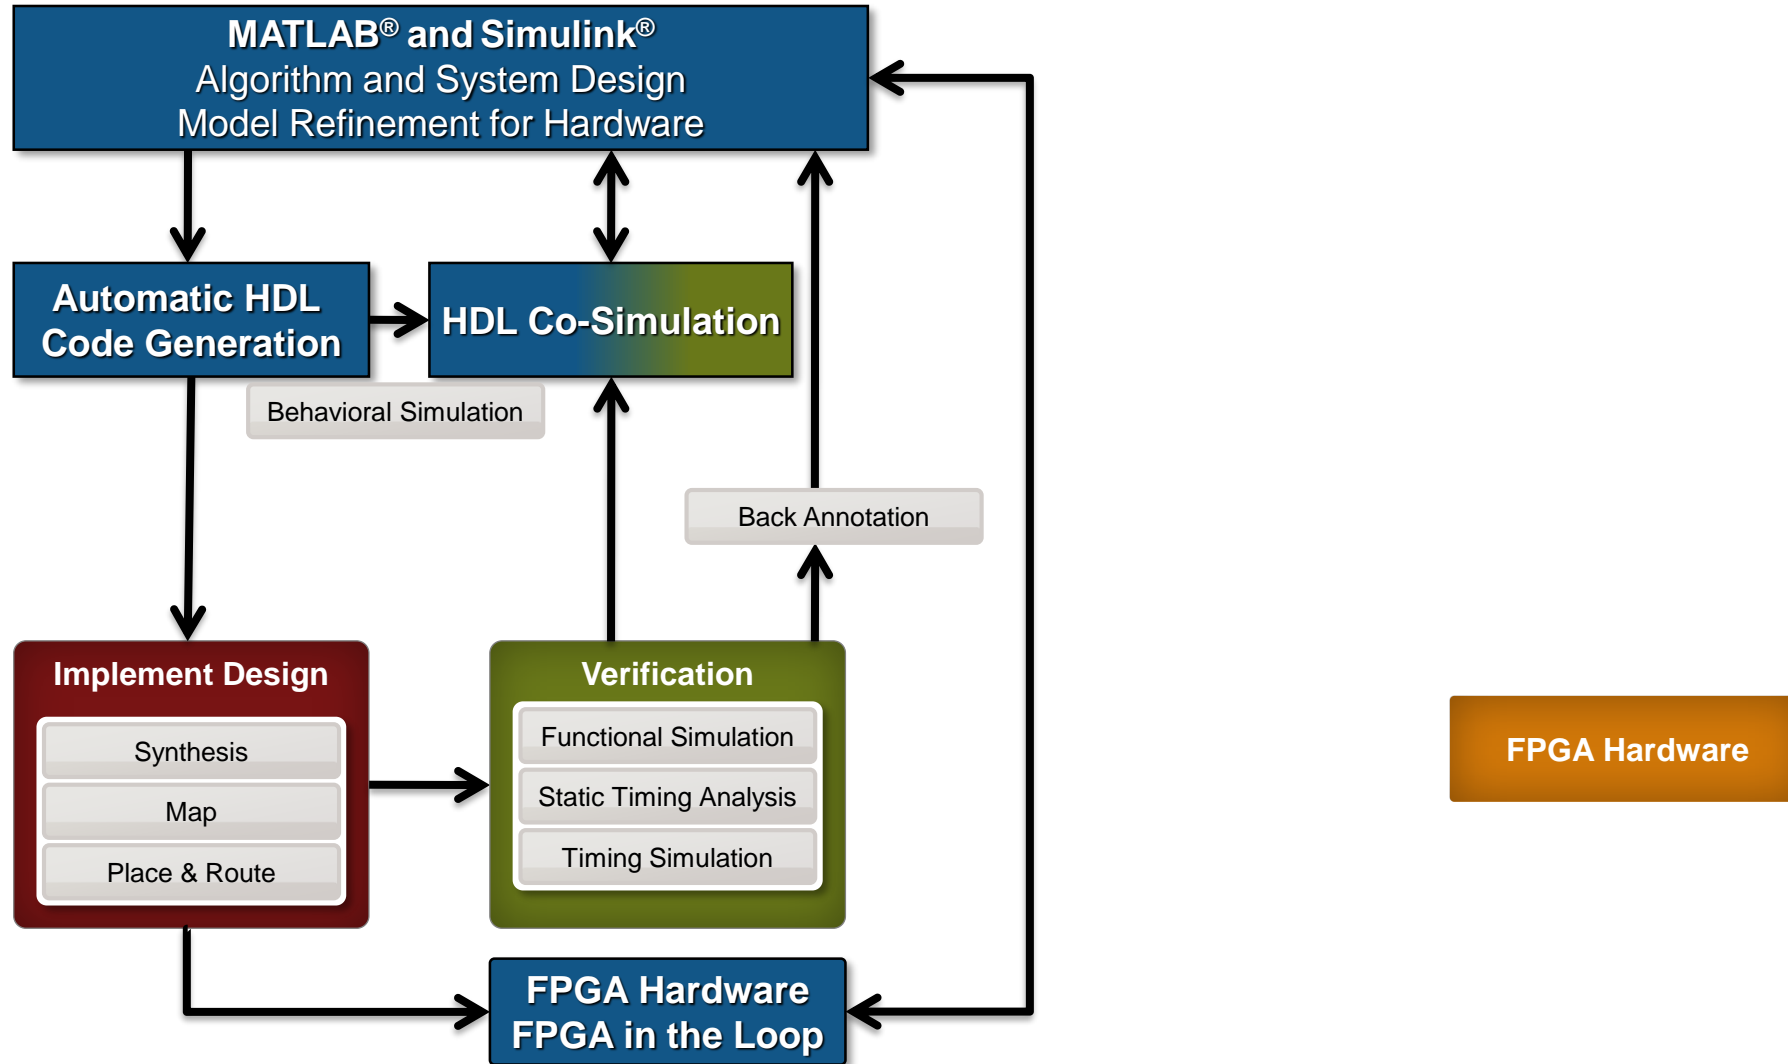 MATLAB® and Simulink®
Algorithm and System Design
Model Refinement for Hardware
Automatic HDL
Code Generation
HDL Co-Simulation
Behavioral Simulation
Back Annotation
Implement Design
Synthesis
Map
Place & Route
Verification
Functional Simulation
Static Timing Analysis
Timing Simulation
FPGA Hardware
FPGA Hardware
FPGA in the Loop